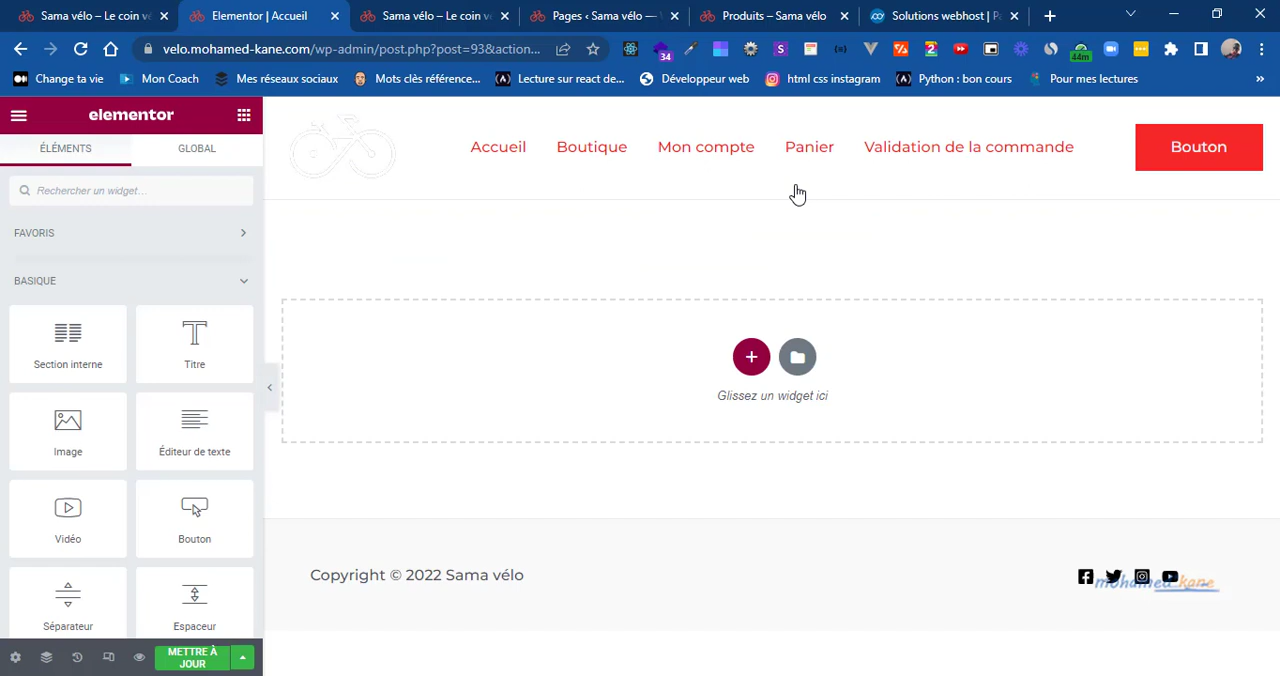 Sama vélo – Le coin v
Elementor | Accueil
Sama vélo – Le coin v
Pages ‹ Sama vélo —
Produits – Sama vélo
Solutions webhost | P
velo.mohamed-kane.com/wp-admin/post.php?post=93&action...
34
44m
Change ta vie
Mon Coach
Mes réseaux sociaux
Mots clés référence...
Lecture sur react de...
Développeur web
html css instagram
Python : bon cours
Pour mes lectures
»
elementor
ÉLÉMENTS
GLOBAL
Rechercher un widget...
FAVORIS
BASIQUE
Section interne
Titre
Image
Éditeur de texte
Vidéo
Bouton
Séparateur
Espaceur
METTRE À
JOUR
Accueil
Boutique
Mon compte
Panier
Validation de la commande
Bouton
Glissez un widget ici
Copyright © 2022 Sama vélo
mohamed kane